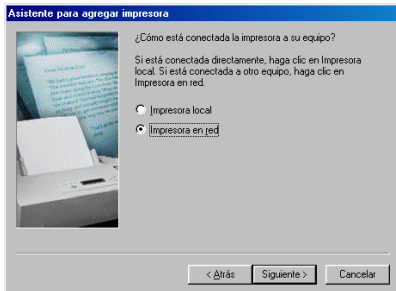 Asistente para agregar impresora
¿Cómo está conectada la impresora a su equipo?
Si está conectada directamente, haga clic en Impresora
local. Si está conectada a otro equipo, haga clic en
Impresora en red.
Impresora local
Impresora en red
< Atrás
Siguiente >
Cancelar